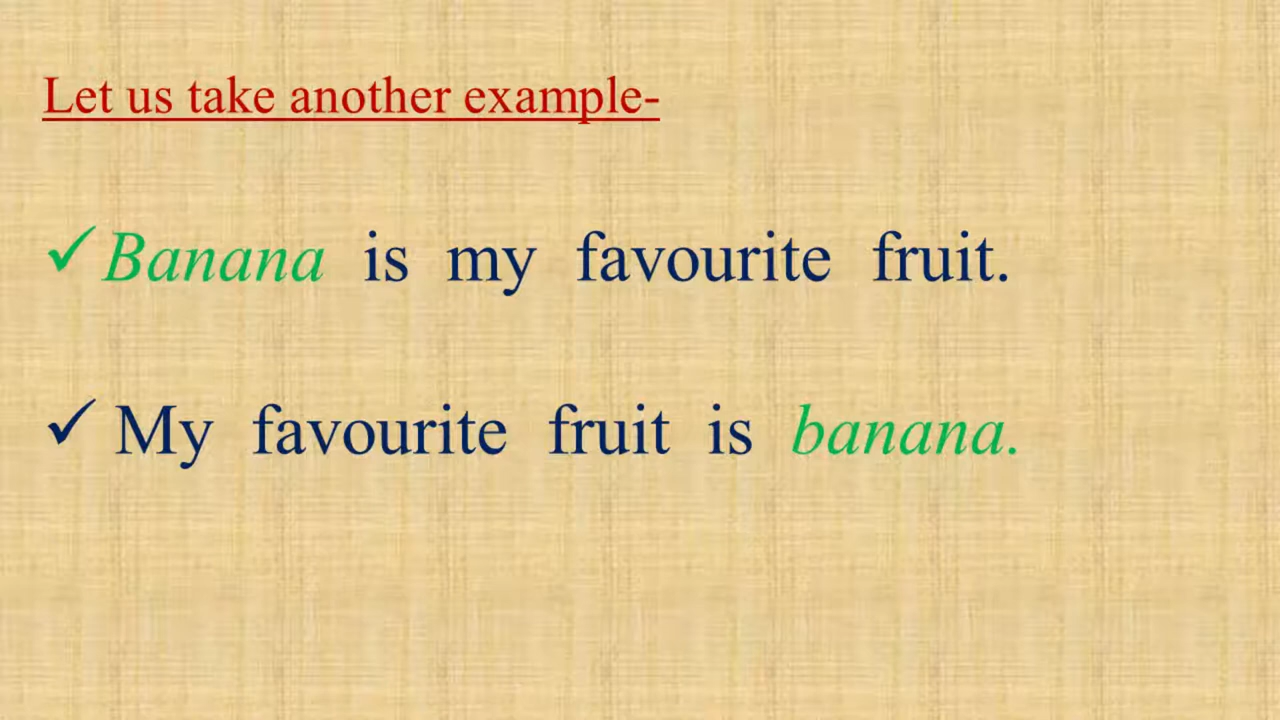 Let us take another example-
✓Banana is my favourite fruit.
✓ My favourite fruit is banana.